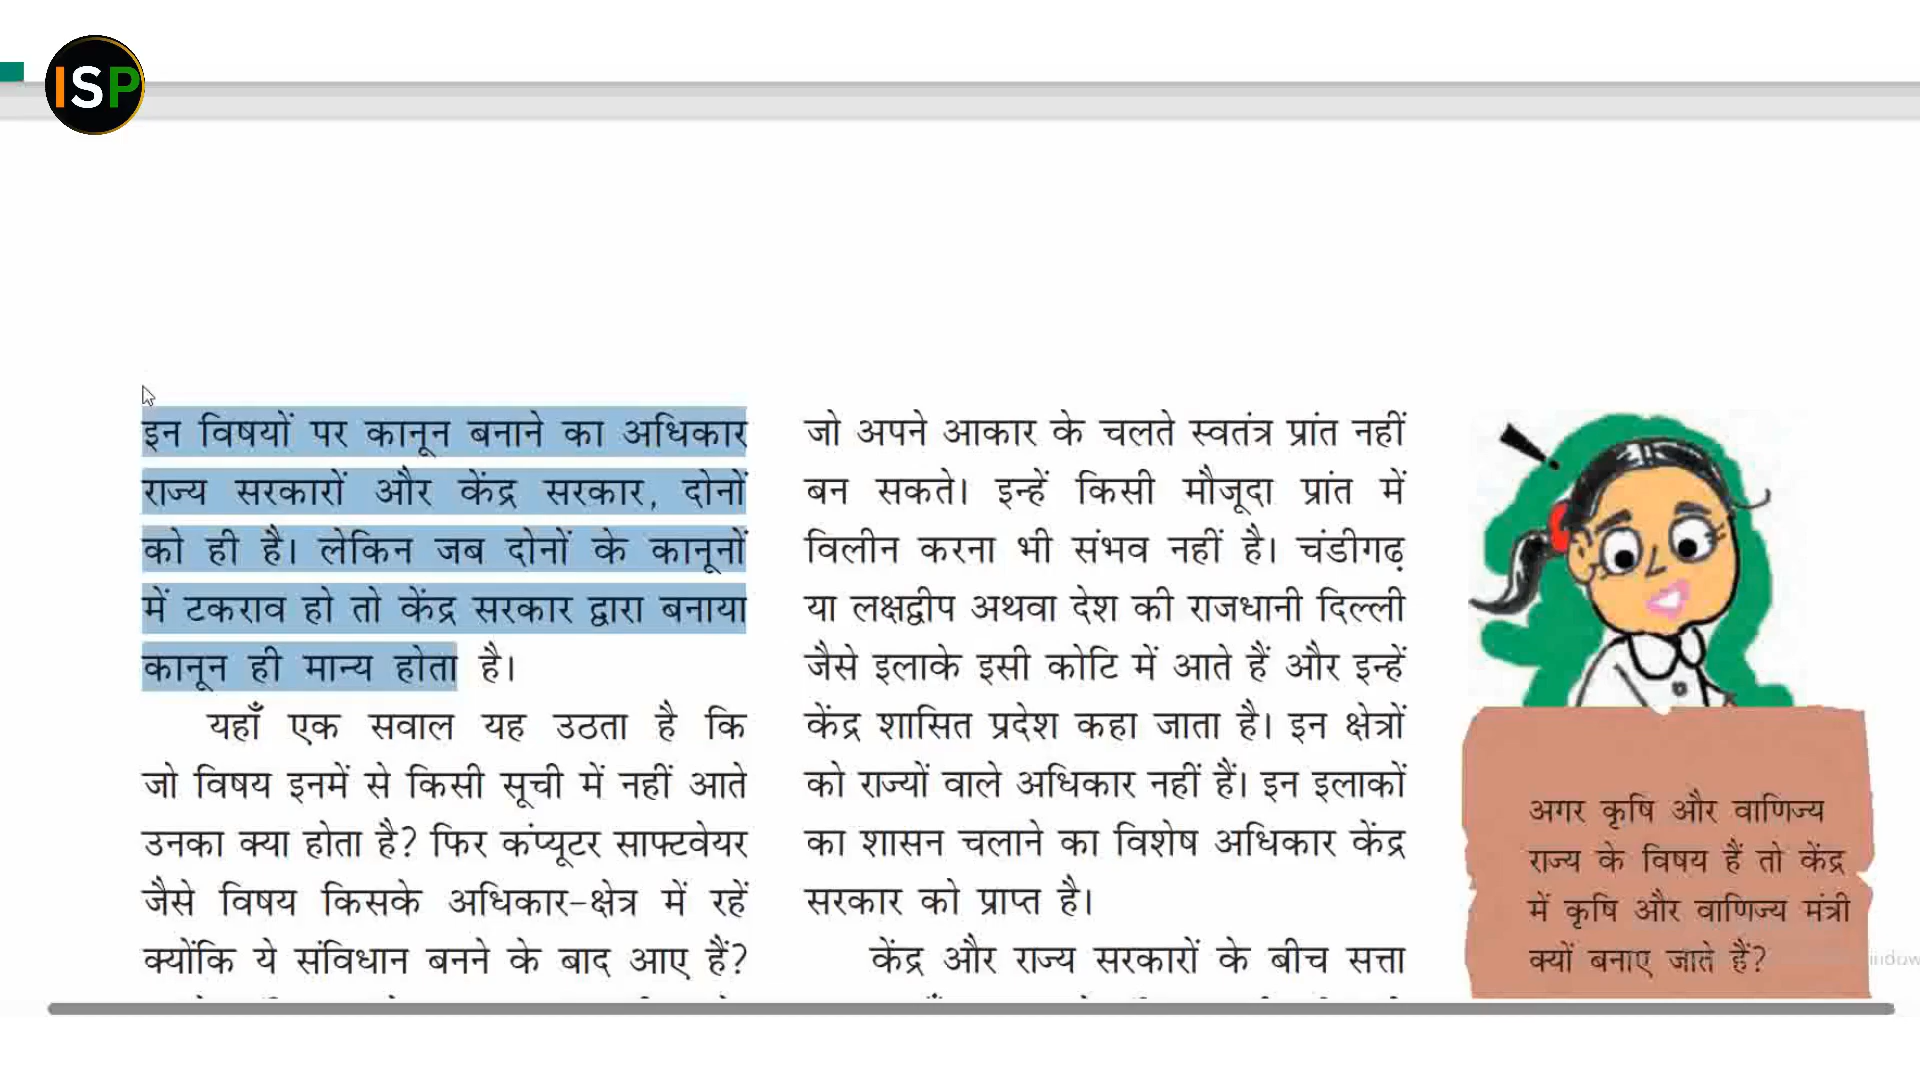 ISP
इन विषयों पर कानून बनाने का अधिकार
राज्य सरकारों और केंद्र सरकार, दोनों
को ही है। लेकिन जब दोनों के कानूनों
में टकराव हो तो केंद्र सरकार द्वारा बनाया
कानून ही मान्य होता है।
यहाँ एक सवाल यह उठता है कि
जो विषय इनमें से किसी सूची में नहीं आते
उनका क्या होता है? फिर कंप्यूटर साफ्टवेयर
जैसे विषय किसके अधिकार-क्षेत्र में रहें
क्योंकि ये संविधान बनने के बाद आए हैं?
जो अपने आकार के चलते स्वतंत्र प्रांत नहीं
बन सकते। इन्हें किसी मौजूदा प्रांत में
विलीन करना भी संभव नहीं है। चंडीगढ़
या लक्षद्वीप अथवा देश की राजधानी दिल्ली
जैसे इलाके इसी कोटि में आते हैं और इन्हें
केंद्र शासित प्रदेश कहा जाता है। इन क्षेत्रों
को राज्यों वाले अधिकार नहीं हैं। इन इलाकों
का शासन चलाने का विशेष अधिकार केंद्र
सरकार को प्राप्त है।
केंद्र और राज्य सरकारों के बीच सत्ता
अगर कृषि और वाणिज्य
राज्य के विषय हैं तो केंद्र
में कृषि और वाणिज्य मंत्री
क्यों बनाए जाते हैं?